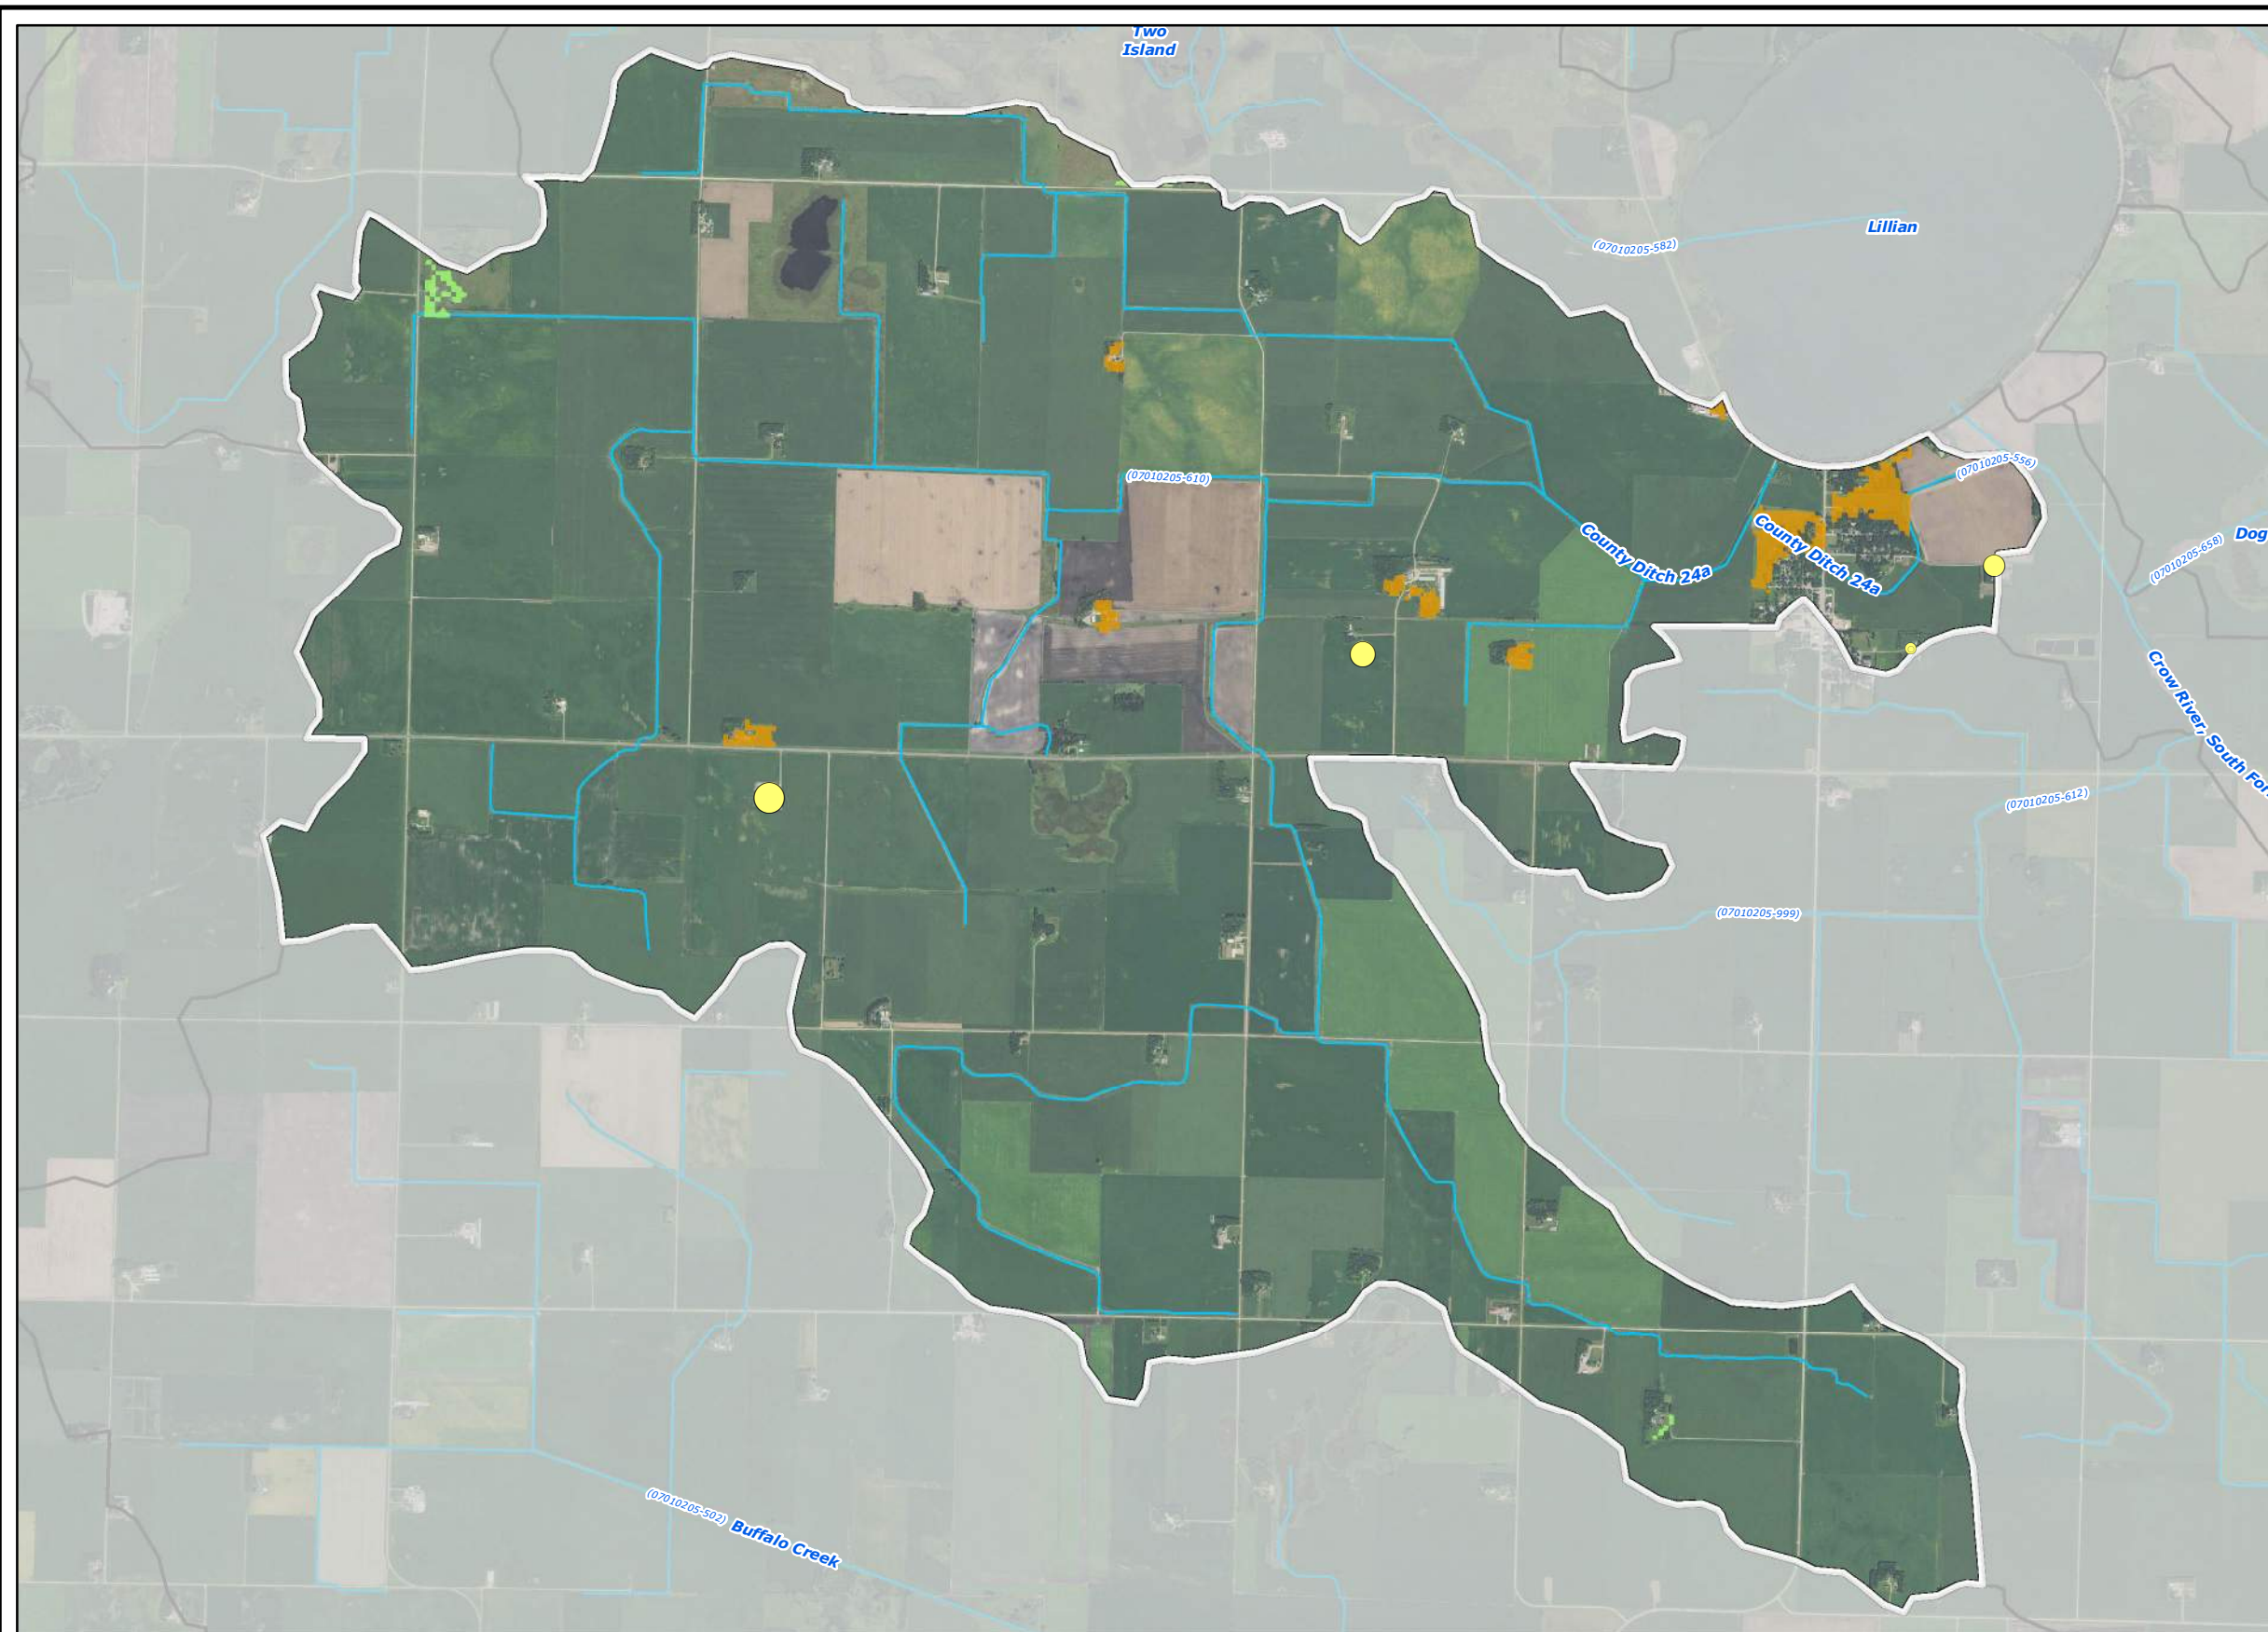 Two
Island
Lillian
(07010205-582)
(07010205-610)
(07010205-556)
County Ditch 24a
County Ditch 24a
Dog
(07010205-658)
Crow River, South For
(07010205-612)
(07010205-999)
(07010205-502)
Buffalo Creek